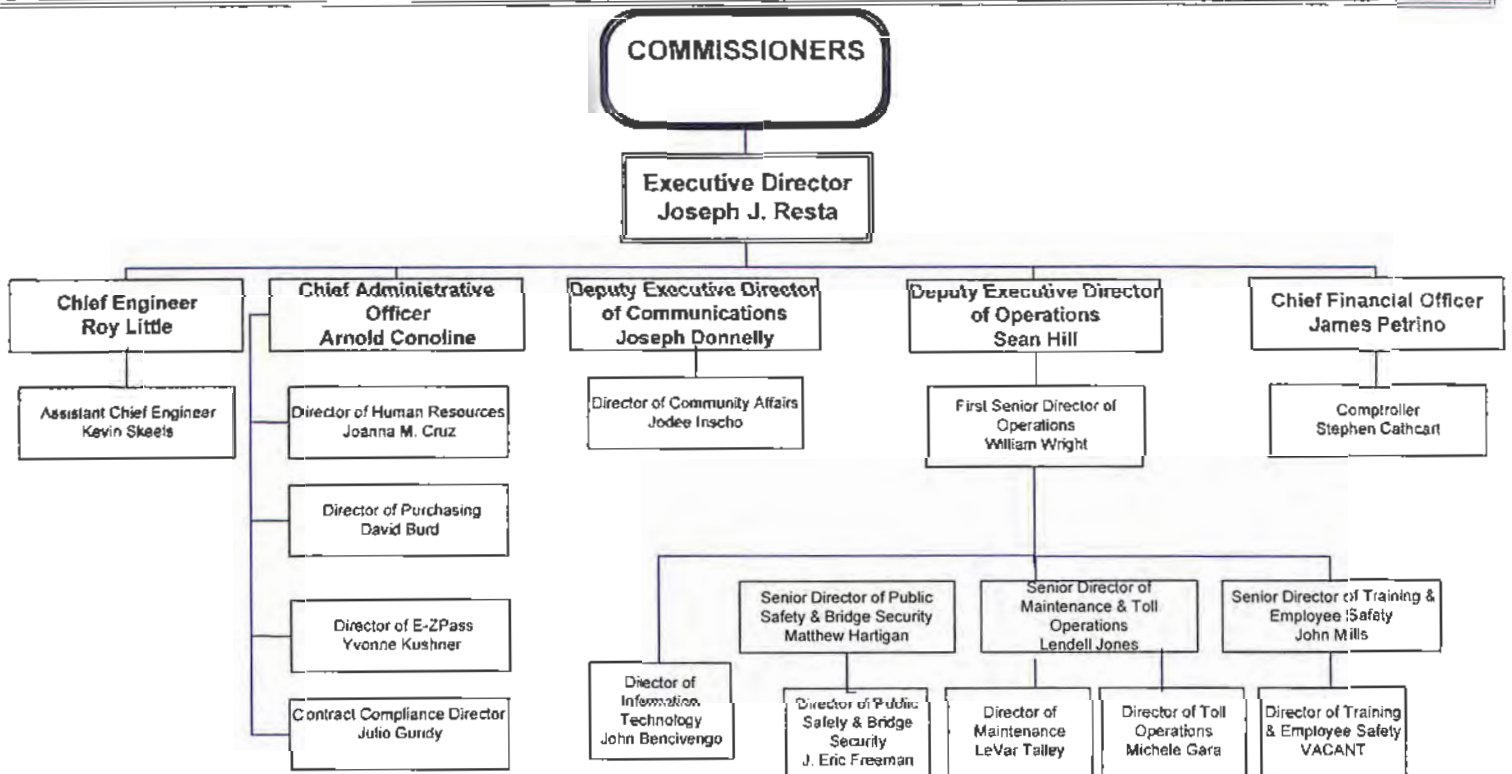 COMMISSIONERS
Executive Director
Joseph J. Resta
Chief Engineer
Roy Little
Chief Administrative
Officer
Arnold Conoline
Deputy Executive Director
of Communications
Joseph Donnelly
Deputy Executive Director
of Operations
Sean Hill
Chief Financial Officer
James Petrino
Assistant Chief Engineer
Kevin Skeels
Director of Human Resources
Joanna M. Cruz
Director of Community Affairs
Jodee Inscho
First Senior Director of
Operations
William Wright
Comptroller
Stephen Cathcart
Director of Purchasing
David Burd
Director of E-ZPass
Yvonne Kushner
Contract Compliance Director
Julio Gundy
Senior Director of Public
Safety & Bridge Security
Matthew Hartigan
Senior Director of
Maintenance & Toll
Operations
Lendell Jones
Senior Director of Training &
Employee Safety
John Mills
Director of
Information
Technology
John Bencivengo
Director of Public
Safety & Bridge
Security
J. Eric Freeman
Director of
Maintenance
LeVar Talley
Director of Toll
Operations
Michele Gara
Director of Training
& Employee Safety
VACANT